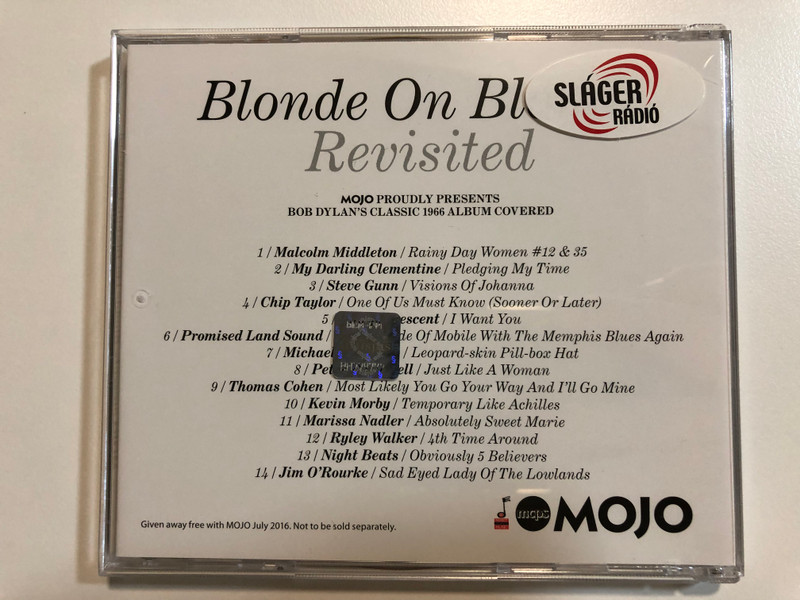 Blonde On Bl
SLÁGER
RÁDIÓ
Revisited
MOJO PROUDLY PRESENTS
BOB DYLAN'S CLASSIC 1966 ALBUM COVERED
1 / Malcolm Middleton / Rainy Day Women #12 & 35
2 / My Darling Clementine / Pledging My Time
3 / Steve Gunn / Visions Of Johanna
4 / Chip Taylor / One Of Us Must Know (Sooner Or Later)
5 escent / I Want You
6 / Promised Land Sound / de Of Mobile With The Memphis Blues Again
7 / Michael / Leopard-skin Pill-box Hat
8 / Pet ell / Just Like A Woman
9 / Thomas Cohen / Most Likely You Go Your Way And I'll Go Mine
10 / Kevin Morby / Temporary Like Achilles
11 / Marissa Nadler / Absolutely Sweet Marie
12 / Ryley Walker / 4th Time Around
13 / Night Beats / Obviously 5 Believers
14 / Jim O'Rourke / Sad Eyed Lady Of The Lowlands
Given away free with MOJO July 2016. Not to be sold separately.
mcps MOJO